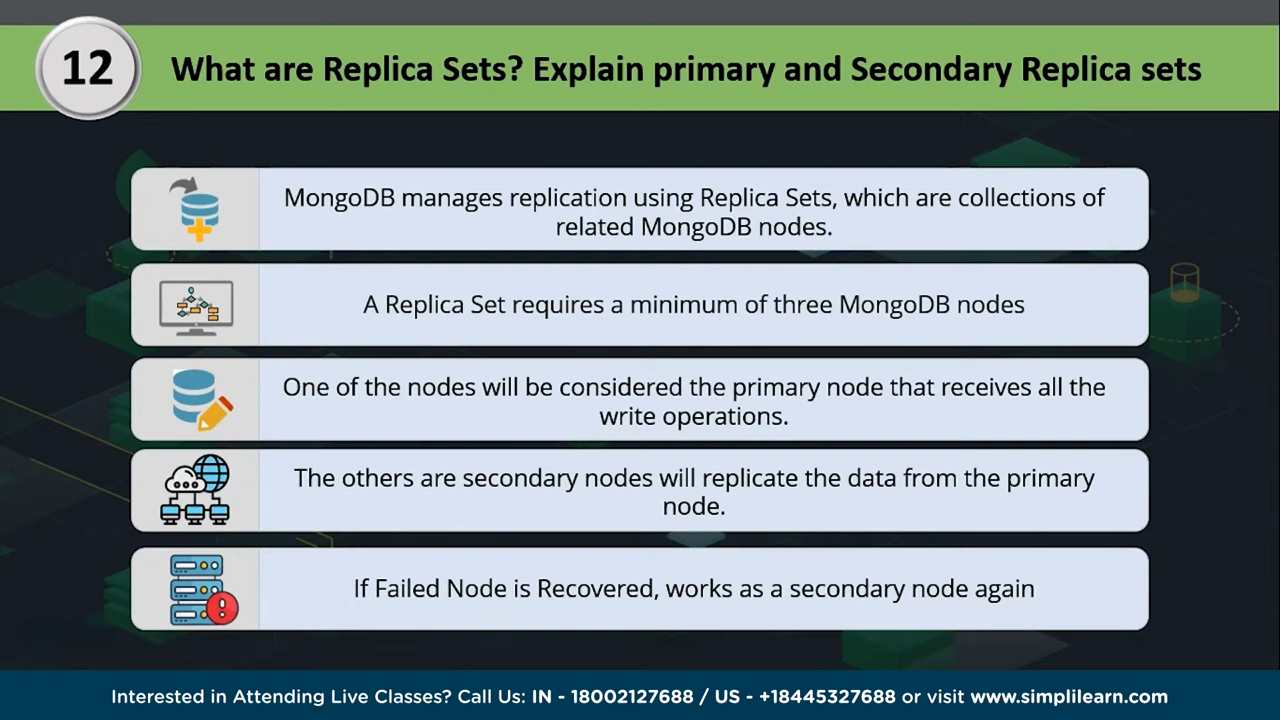 12
What are Replica Sets? Explain primary and Secondary Replica sets
MongoDB manages replication using Replica Sets, which are collections of
related MongoDB nodes.
A Replica Set requires a minimum of three MongoDB nodes
One of the nodes will be considered the primary node that receives all the
write operations.
The others are secondary nodes will replicate the data from the primary
node.
If Failed Node is Recovered, works as a secondary node again
Interested in Attending Live Classes? Call Us: IN - 18002127688 / US - +18445327688 or visit www.simplilearn.com